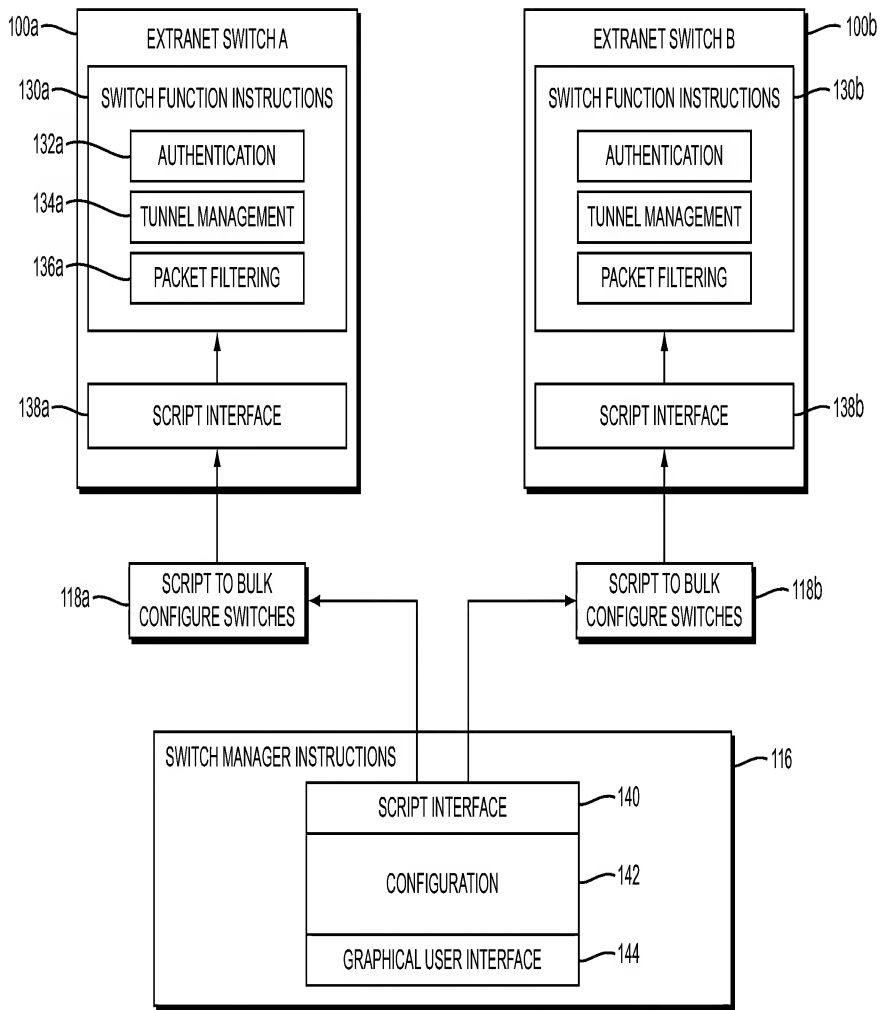 100a
EXTRANET SWITCH A
130a
SWITCH FUNCTION INSTRUCTIONS
132a
AUTHENTICATION
134a
TUNNEL MANAGEMENT
136a
PACKET FILTERING
138a
SCRIPT INTERFACE
118a
SCRIPT TO BULK
CONFIGURE SWITCHES
EXTRANET SWITCH B
100b
SWITCH FUNCTION INSTRUCTIONS
130b
AUTHENTICATION
TUNNEL MANAGEMENT
PACKET FILTERING
SCRIPT INTERFACE
138b
SCRIPT TO BULK
CONFIGURE SWITCHES
118b
SWITCH MANAGER INSTRUCTIONS
116
SCRIPT INTERFACE
140
CONFIGURATION
142
GRAPHICAL USER INTERFACE
144